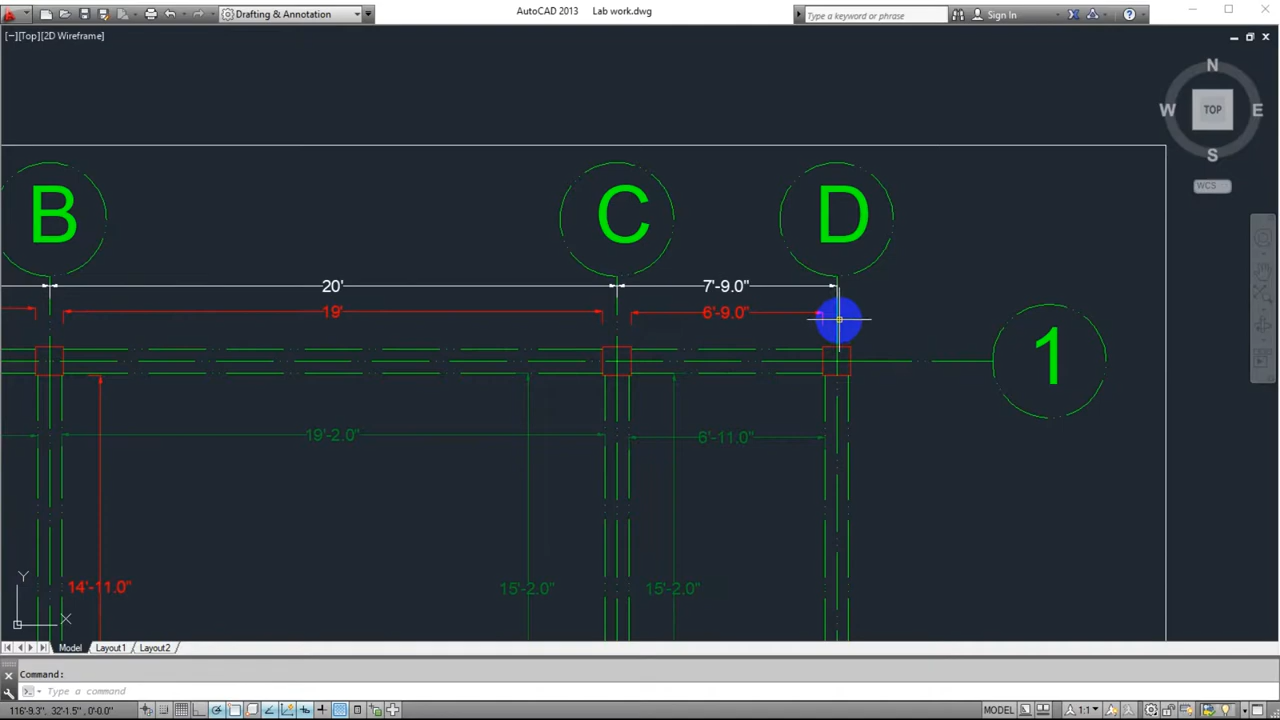 Drafting & Annotation
AutoCAD 2013 Lab work.dwg
Type a keyword or phrase
Sign In
[−][Top][2D Wireframe]
N
W TOP E
S
WCS
B C D
20' 7'-9.0"
19' 6'-9.0"
1
19'-2.0" 6'-11.0"
14'-11.0" 15'-2.0" 15'-2.0"
Y
X
Model Layout1 Layout2
Command:
Type a command
116'-9.3", 32'-1.5", 0'-0.0" MODEL 1:1